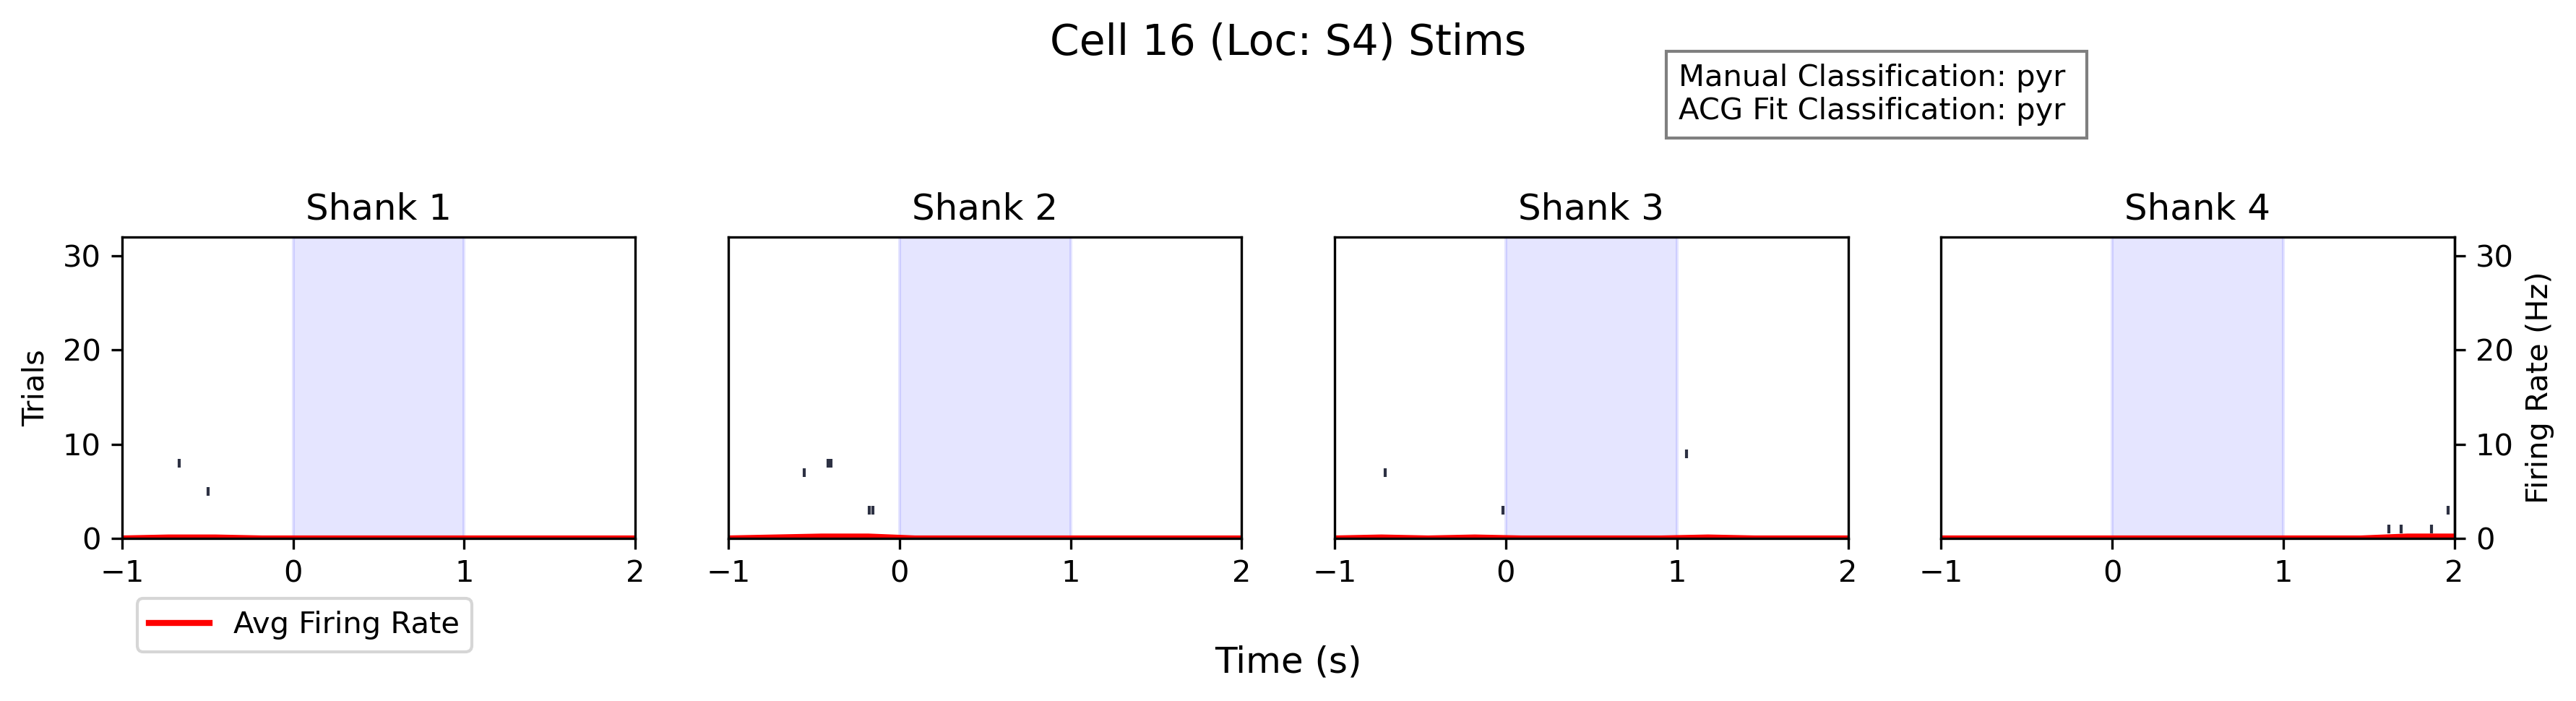 Cell 16 (Loc: S4) Stims
Manual Classification: pyr
ACG Fit Classification: pyr
Shank 1
Shank 2
Shank 3
Shank 4
Trials
30
20
10
0
−1 0 1 2
−1 0 1 2
−1 0 1 2
−1 0 1 2
30
20
10
0
Firing Rate (Hz)
Avg Firing Rate
Time (s)